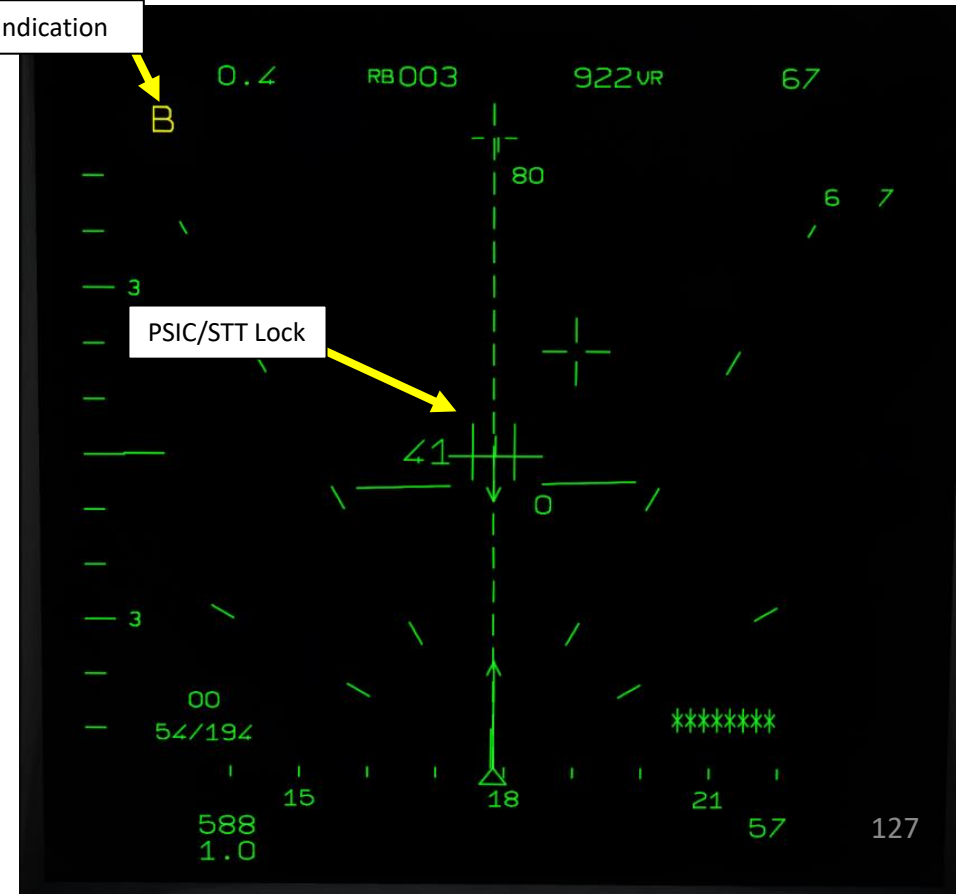 ndication
0.4 RB003 922VR 67
B
80
6 7
3
PSIC/STT Lock
41
0
3
00
54/194
********
15 18 21
588 57 127
1.0